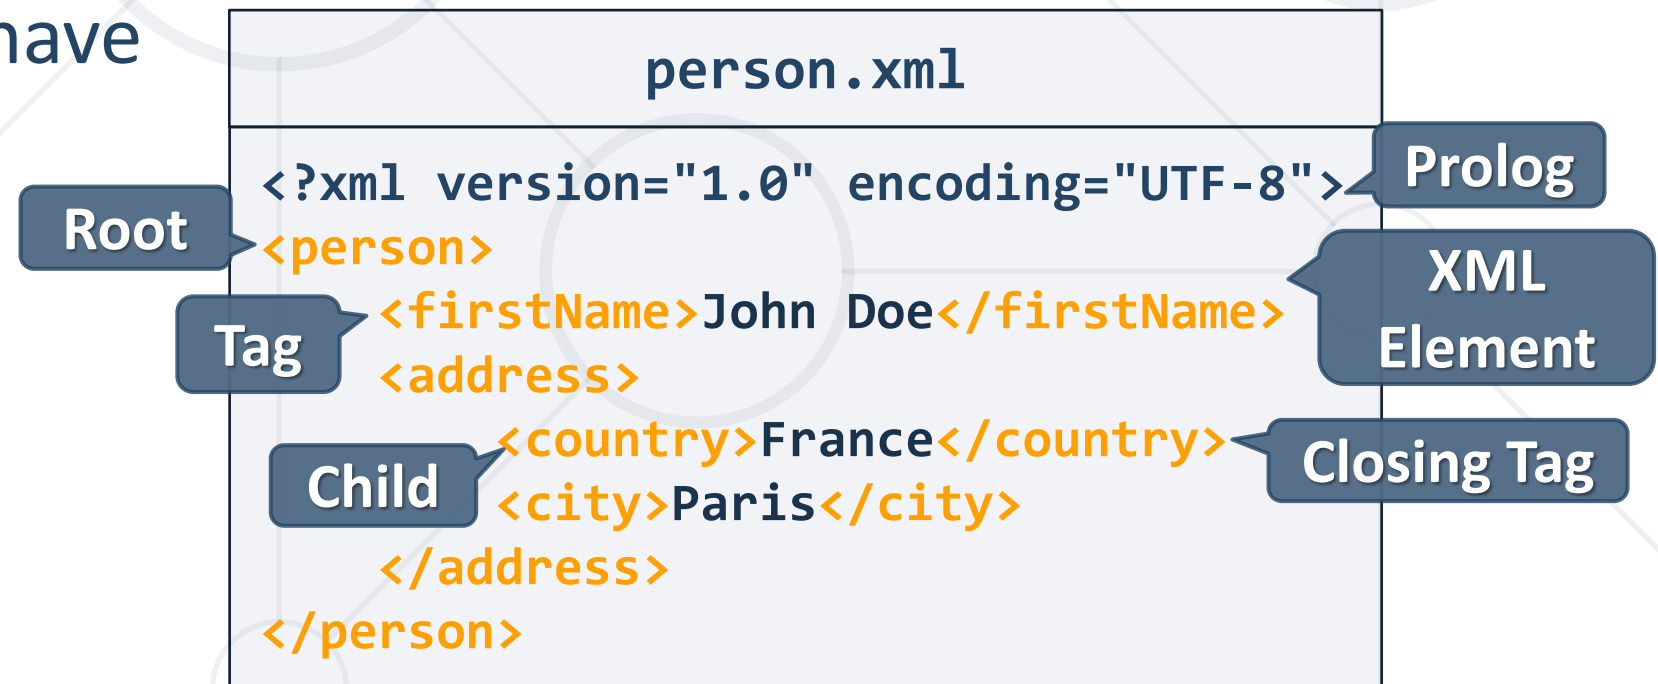 have
person.xml
<?xml version="1.0" encoding="UTF-8">
Prolog
Root
<person>
XML
Element
<firstName>John Doe</firstName>
Tag
<address>
<country>France</country>
Closing Tag
Child
<city>Paris</city>
</address>
</person>